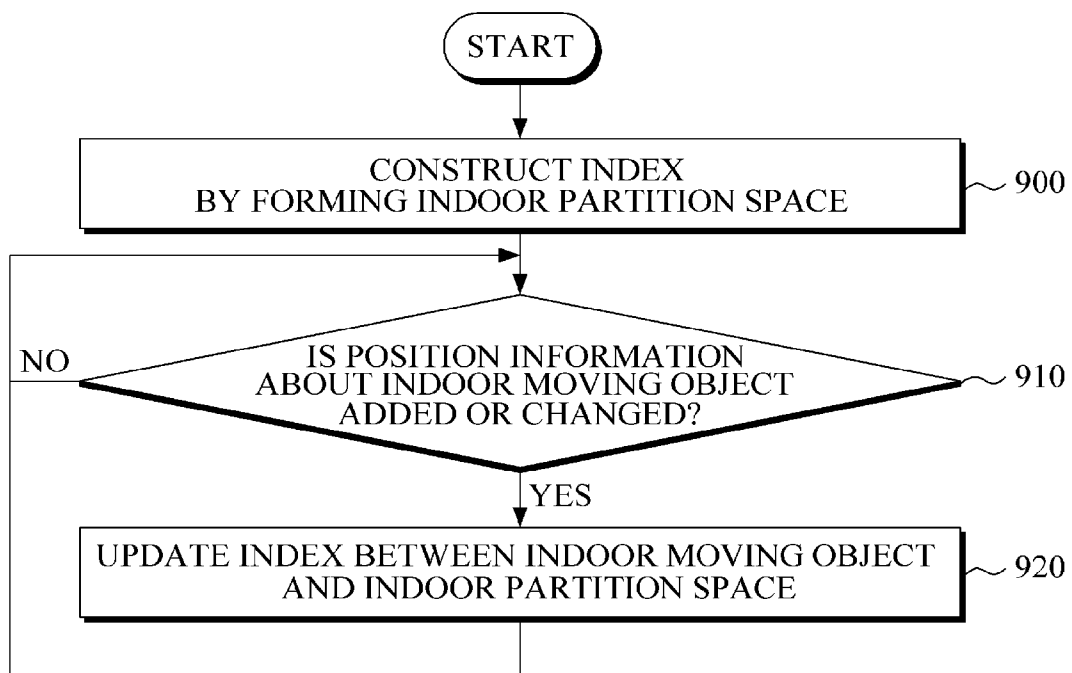 START
CONSTRUCT INDEX
BY FORMING INDOOR PARTITION SPACE
900
NO
IS POSITION INFORMATION
ABOUT INDOOR MOVING OBJECT
ADDED OR CHANGED?
910
YES
UPDATE INDEX BETWEEN INDOOR MOVING OBJECT
AND INDOOR PARTITION SPACE
920